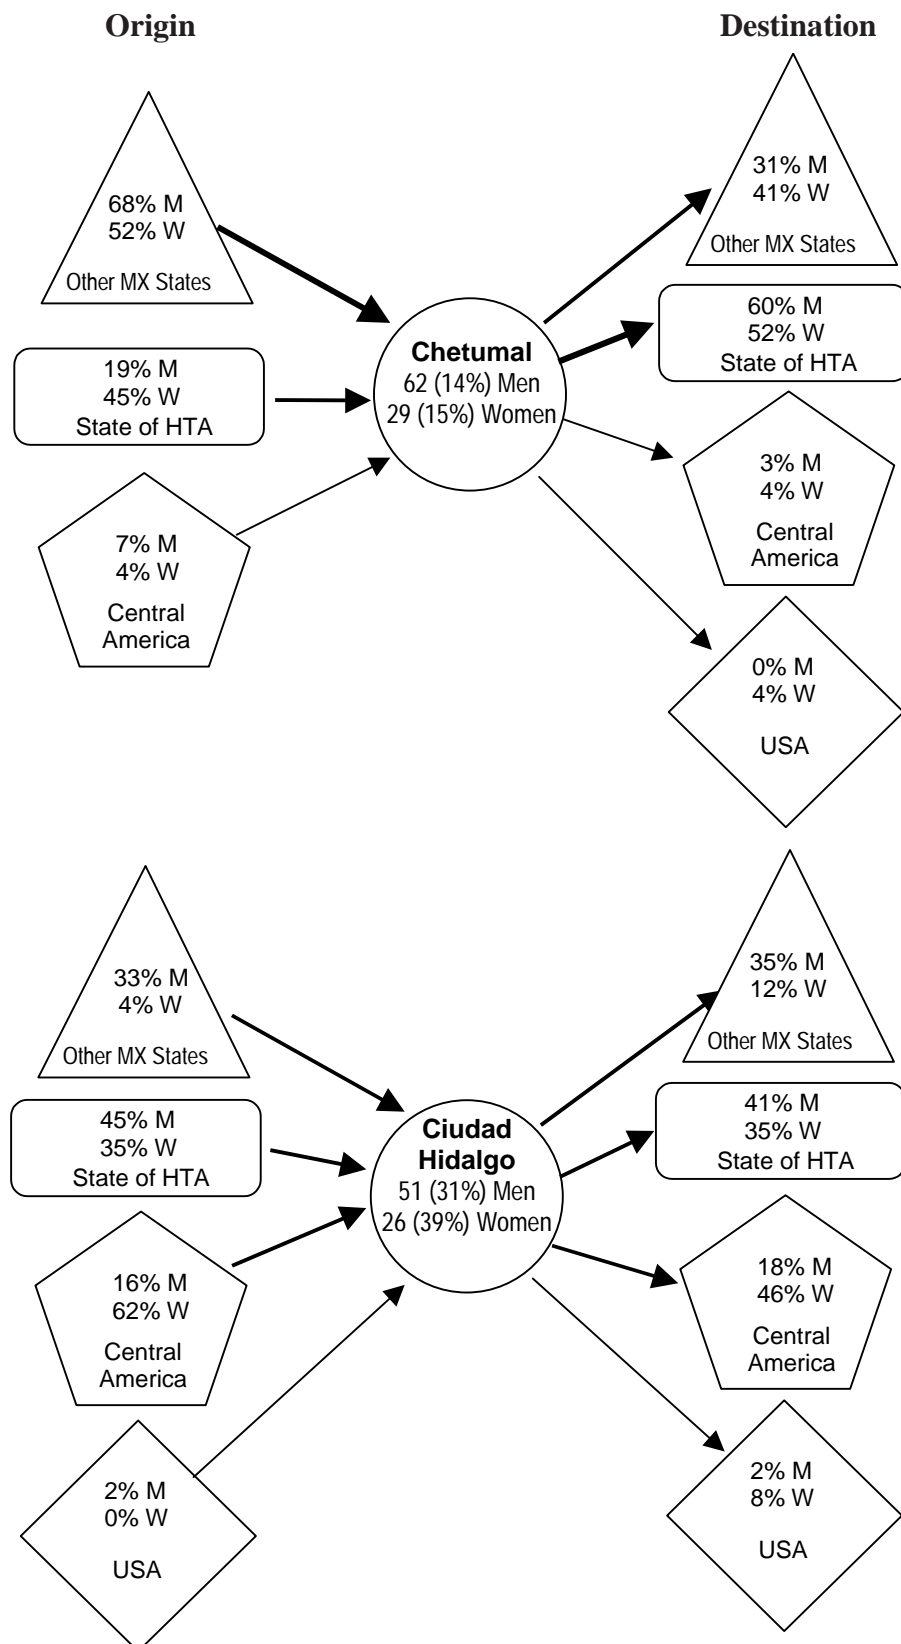 Origin
Destination
68% M
52% W
Other MX States
19% M
45% W
State of HTA
7% M
4% W
Central
America
Chetumal
62 (14%) Men
29 (15%) Women
31% M
41% W
Other MX States
60% M
52% W
State of HTA
3% M
4% W
Central
America
0% M
4% W
USA
33% M
4% W
Other MX States
45% M
35% W
State of HTA
16% M
62% W
Central
America
2% M
0% W
USA
Ciudad
Hidalgo
51 (31%) Men
26 (39%) Women
35% M
12% W
Other MX States
41% M
35% W
State of HTA
18% M
46% W
Central
America
2% M
8% W
USA